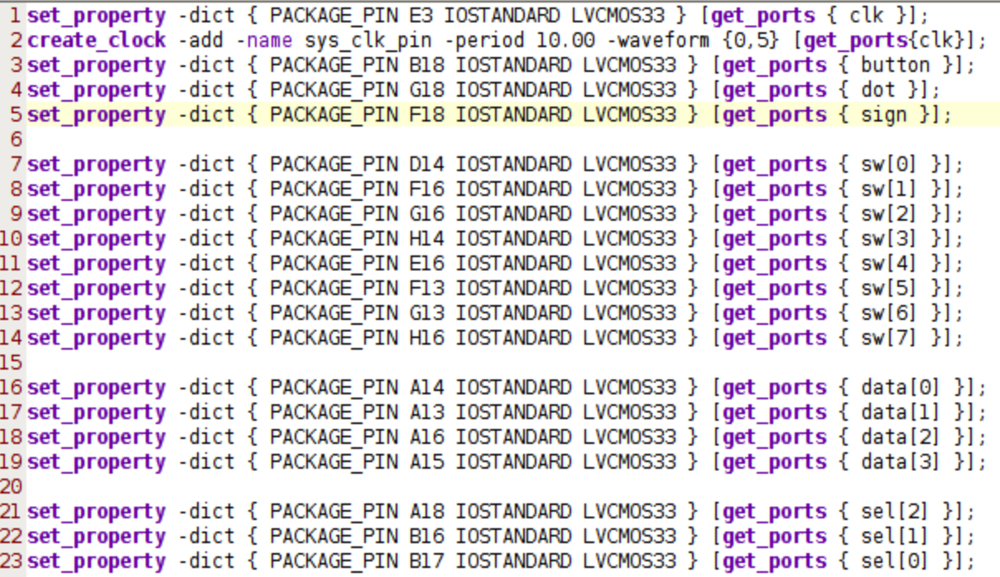 1 set_property -dict { PACKAGE_PIN E3 IOSTANDARD LVCMOS33 } [get_ports { clk }];
2 create_clock -add -name sys_clk_pin -period 10.00 -waveform {0,5} [get_ports{clk}];
3 set_property -dict { PACKAGE_PIN B18 IOSTANDARD LVCMOS33 } [get_ports { button }];
4 set_property -dict { PACKAGE_PIN G18 IOSTANDARD LVCMOS33 } [get_ports { dot }];
5 set_property -dict { PACKAGE_PIN F18 IOSTANDARD LVCMOS33 } [get_ports { sign }];
6
7 set_property -dict { PACKAGE_PIN D14 IOSTANDARD LVCMOS33 } [get_ports { sw[0] }];
8 set_property -dict { PACKAGE_PIN F16 IOSTANDARD LVCMOS33 } [get_ports { sw[1] }];
9 set_property -dict { PACKAGE_PIN G16 IOSTANDARD LVCMOS33 } [get_ports { sw[2] }];
10 set_property -dict { PACKAGE_PIN H14 IOSTANDARD LVCMOS33 } [get_ports { sw[3] }];
11 set_property -dict { PACKAGE_PIN E16 IOSTANDARD LVCMOS33 } [get_ports { sw[4] }];
12 set_property -dict { PACKAGE_PIN F13 IOSTANDARD LVCMOS33 } [get_ports { sw[5] }];
13 set_property -dict { PACKAGE_PIN G13 IOSTANDARD LVCMOS33 } [get_ports { sw[6] }];
14 set_property -dict { PACKAGE_PIN H16 IOSTANDARD LVCMOS33 } [get_ports { sw[7] }];
15
16 set_property -dict { PACKAGE_PIN A14 IOSTANDARD LVCMOS33 } [get_ports { data[0] }];
17 set_property -dict { PACKAGE_PIN A13 IOSTANDARD LVCMOS33 } [get_ports { data[1] }];
18 set_property -dict { PACKAGE_PIN A16 IOSTANDARD LVCMOS33 } [get_ports { data[2] }];
19 set_property -dict { PACKAGE_PIN A15 IOSTANDARD LVCMOS33 } [get_ports { data[3] }];
20
21 set_property -dict { PACKAGE_PIN A18 IOSTANDARD LVCMOS33 } [get_ports { sel[2] }];
22 set_property -dict { PACKAGE_PIN B16 IOSTANDARD LVCMOS33 } [get_ports { sel[1] }];
23 set_property -dict { PACKAGE_PIN B17 IOSTANDARD LVCMOS33 } [get_ports { sel[0] }];